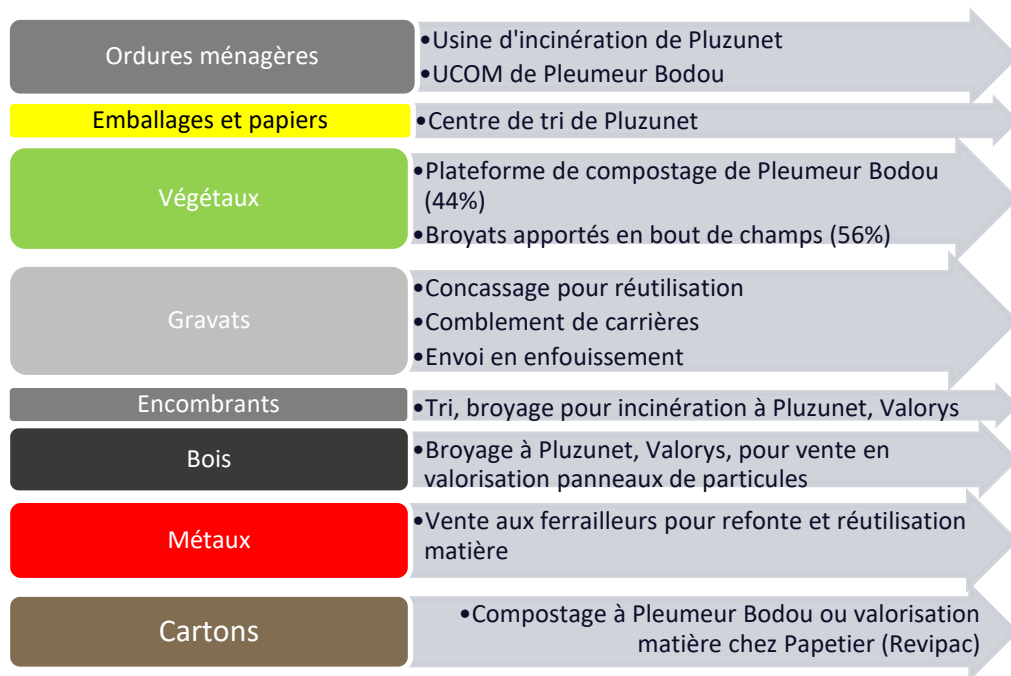 Ordures ménagères
•Usine d'incinération de Pluzunet
•UCOM de Pleumeur Bodou
Emballages et papiers
•Centre de tri de Pluzunet
Végétaux
•Plateforme de compostage de Pleumeur Bodou
(44%)
•Broyats apportés en bout de champs (56%)
Gravats
•Concassage pour réutilisation
•Comblement de carrières
•Envoi en enfouissement
Encombrants
•Tri, broyage pour incinération à Pluzunet, Valorys
Bois
•Broyage à Pluzunet, Valorys, pour vente en
valorisation panneaux de particules
Métaux
•Vente aux ferrailleurs pour refonte et réutilisation
matière
Cartons
•Compostage à Pleumeur Bodou ou valorisation
matière chez Papetier (Revipac)